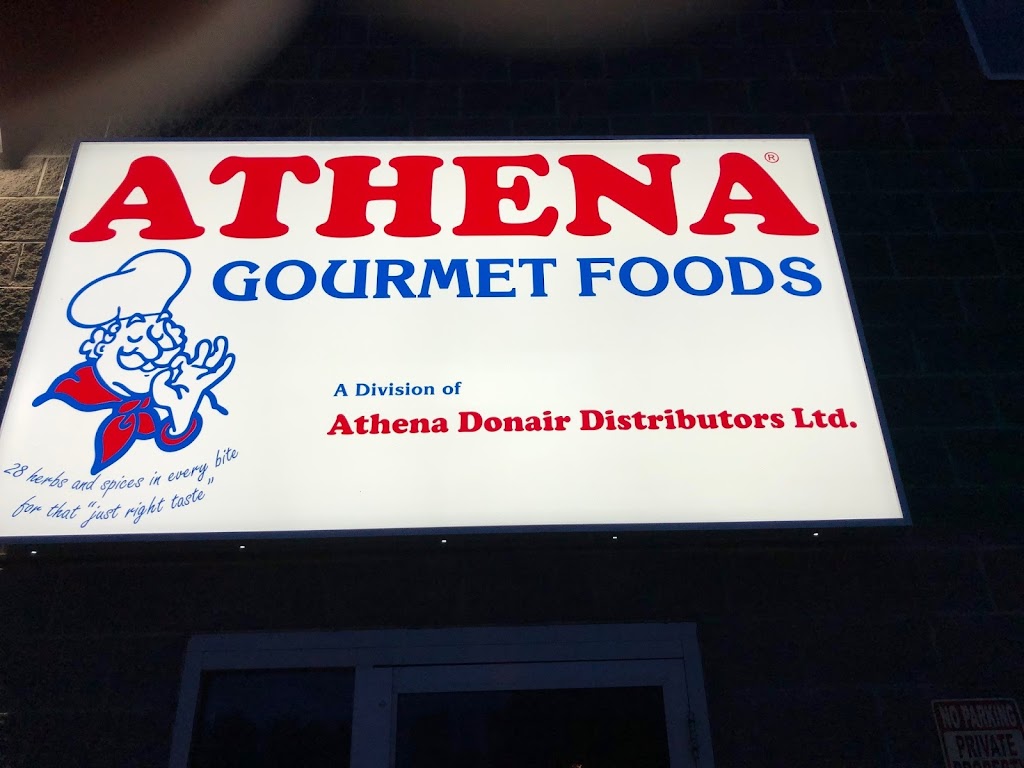 ATHENA®
GOURMET FOODS
A Division of
Athena Donair Distributors Ltd.
28 herbs and spices in every bite
for that "just right taste"
NO PARKING
PRIVATE
PROPERTY